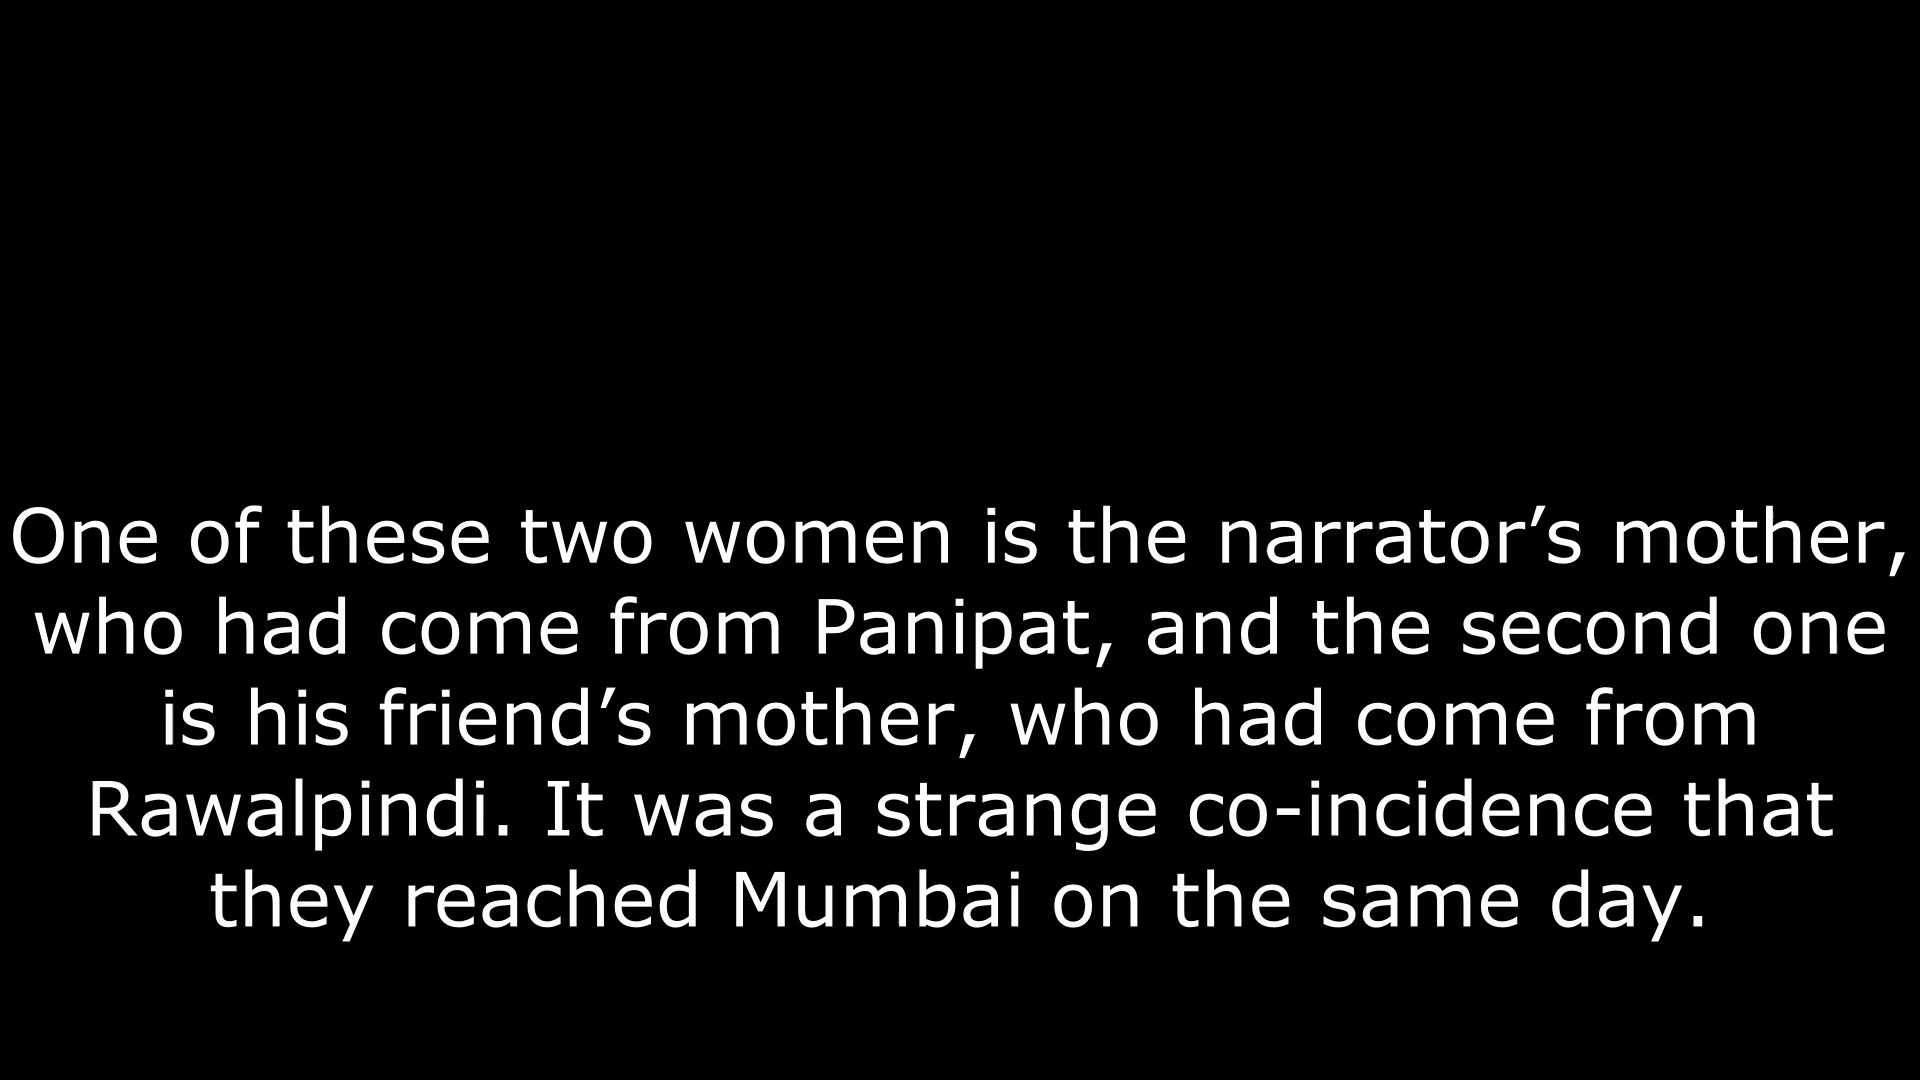 One of these two women is the narrator’s mother,
who had come from Panipat, and the second one
is his friend’s mother, who had come from
Rawalpindi. It was a strange co-incidence that
they reached Mumbai on the same day.